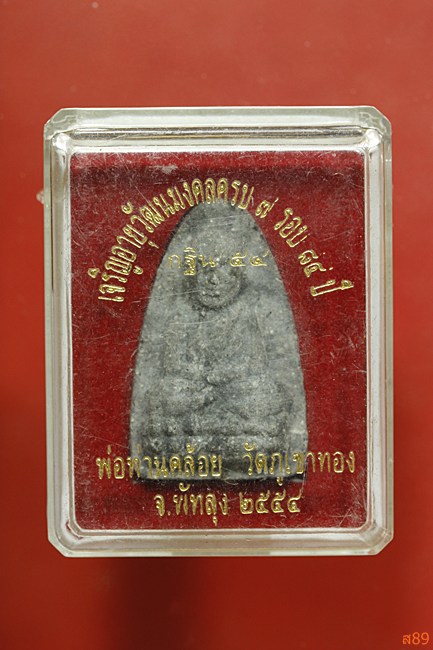 เจริญอายุวัฒนมงคลครบ ๗ รอบ ๘๔ ปี
กฐิน ๕๔
พ่อท่านคล้อย วัดภูเขาทอง
จ.พัทลุง ๒๕๕๔
ส89